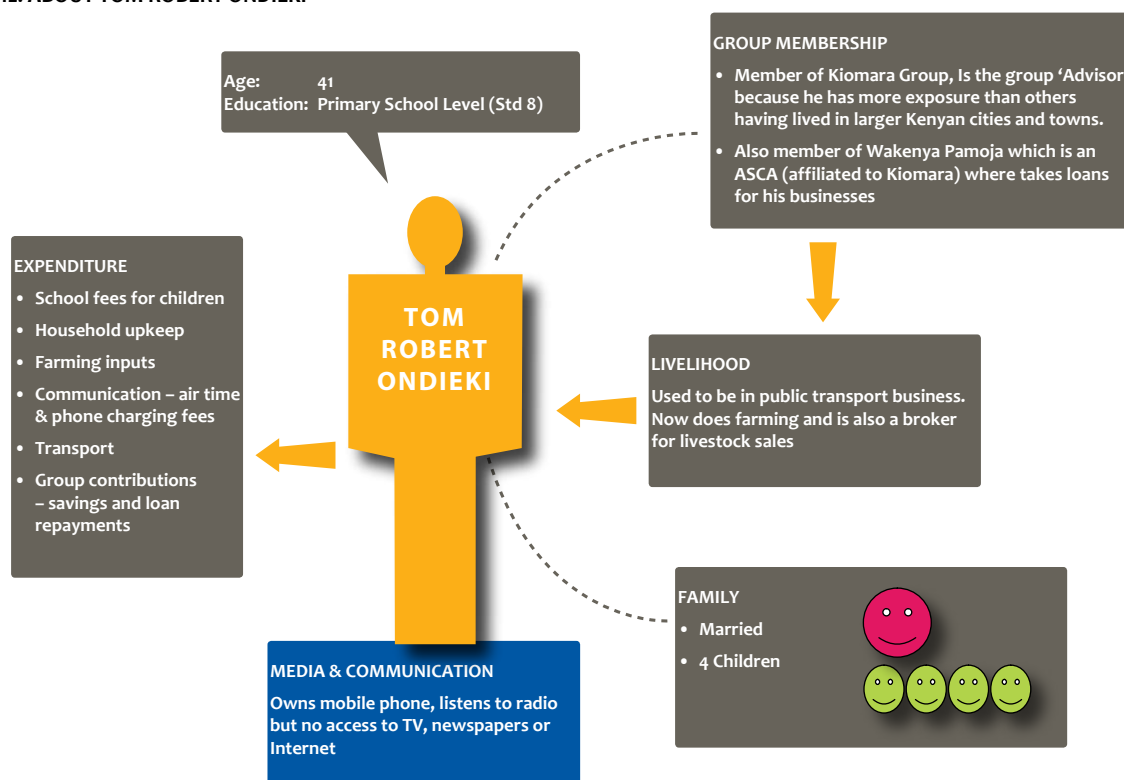 Age: 41
Education: Primary School Level (Std 8)
GROUP MEMBERSHIP
• Member of Kiomara Group, Is the group ‘Advisor
because he has more exposure than others
having lived in larger Kenyan cities and towns.
• Also member of Wakenya Pamoja which is an
ASCA (affiliated to Kiomara) where takes loans
for his businesses
EXPENDITURE
• School fees for children
• Household upkeep
• Farming inputs
• Communication – air time
& phone charging fees
• Transport
• Group contributions
– savings and loan
repayments
TOM
ROBERT
ONDIEKI
LIVELIHOOD
Used to be in public transport business.
Now does farming and is also a broker
for livestock sales
FAMILY
• Married
• 4 Children
MEDIA & COMMUNICATION
Owns mobile phone, listens to radio
but no access to TV, newspapers or
Internet